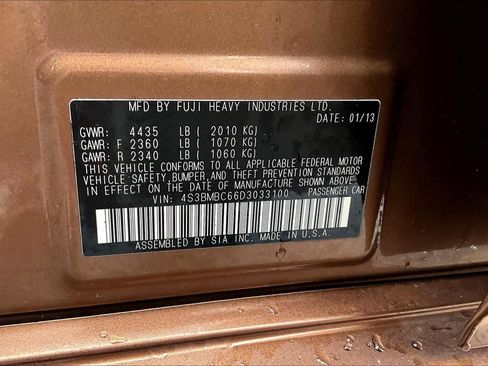 MFD BY FUJI HEAVY INDUSTRIES LTD.
DATE: 01/13
GVWR: 4435 LB ( 2010 KG)
GAWR: F 2360 LB ( 1070 KG)
GAWR: R 2340 LB ( 1060 KG)
THIS VEHICLE CONFORMS TO ALL APPLICABLE FEDERAL MOTOR
VEHICLE SAFETY, BUMPER, AND THEFT PREVENTION STANDARDS
IN EFFECT ON THE DATE OF MANUFACTURE SHOWN ABOVE.
VIN: 4S3BMBC66D3033100 PASSENGER CAR
ASSEMBLED BY SIA INC. MADE IN U.S.A.